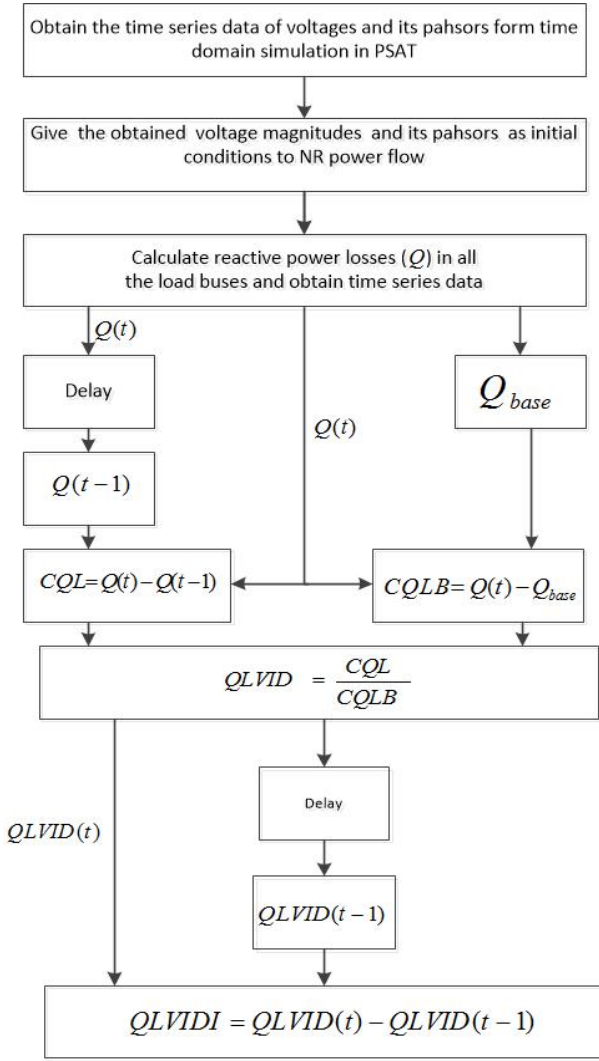 Obtain the time series data of voltages and its pahsors form time
domain simulation in PSAT
Give the obtained voltage magnitudes and its pahsors as initial
conditions to NR power flow
Calculate reactive power losses (Q) in all
the load buses and obtain time series data
Q(t)
Delay
Q(t−1)
Q(t)
Q base
CQL=Q(t)−Q(t−1)
CQLB=Q(t)−Qbase
QLVID = CQL/CQLB
QLVID(t)
Delay
QLVID(t−1)
QLVIDI = QLVID(t)−QLVID(t−1)